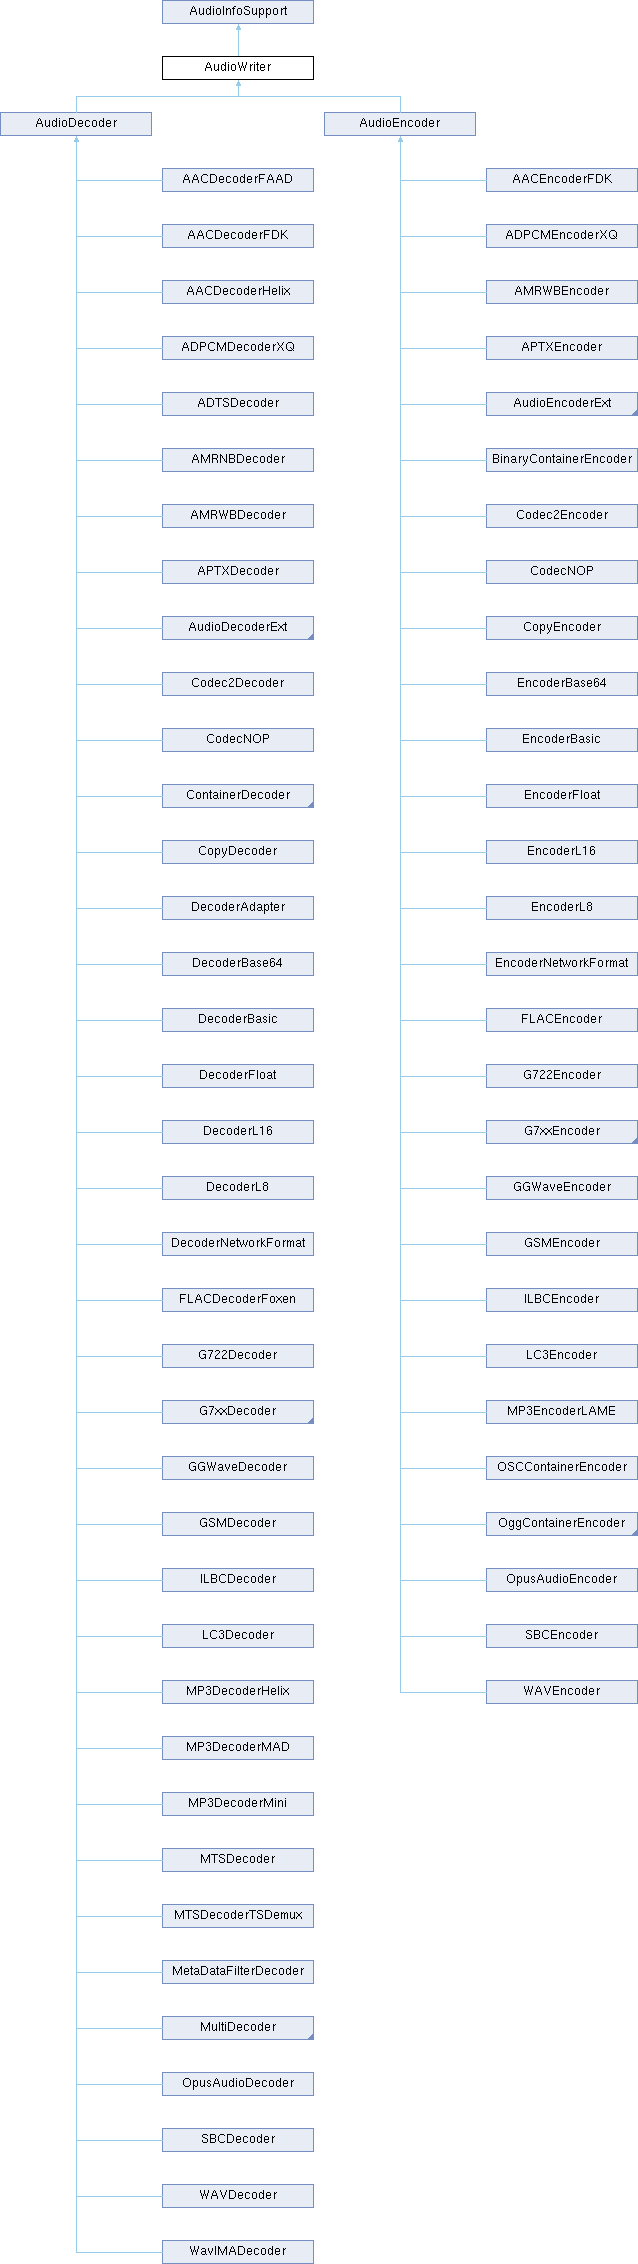 AudioInfoSupport
AudioWriter
AudioDecoder
AudioEncoder
AACDecoderFAAD
AACEncoderFDK
AACDecoderFDK
ADPCMEncoderXQ
AACDecoderHelix
AMRWBEncoder
ADPCMDecoderXQ
APTXEncoder
ADTSDecoder
AudioEncoderExt
AMRNBDecoder
BinaryContainerEncoder
AMRWBDecoder
Codec2Encoder
APTXDecoder
CodecNOP
AudioDecoderExt
CopyEncoder
Codec2Decoder
EncoderBase64
CodecNOP
EncoderBasic
ContainerDecoder
EncoderFloat
CopyDecoder
EncoderL16
DecoderAdapter
EncoderL8
DecoderBase64
EncoderNetworkFormat
DecoderBasic
FLACEncoder
DecoderFloat
G722Encoder
DecoderL16
G7xxEncoder
DecoderL8
GGWaveEncoder
DecoderNetworkFormat
GSMEncoder
FLACDecoderFoxen
ILBCEncoder
G722Decoder
LC3Encoder
G7xxDecoder
MP3EncoderLAME
GGWaveDecoder
OSCContainerEncoder
GSMDecoder
OggContainerEncoder
ILBCDecoder
OpusAudioEncoder
LC3Decoder
SBCEncoder
MP3DecoderHelix
WAVEncoder
MP3DecoderMAD
MP3DecoderMini
MTSDecoder
MTSDecoderTSDemux
MetaDataFilterDecoder
MultiDecoder
OpusAudioDecoder
SBCDecoder
WAVDecoder
WavIMADecoder